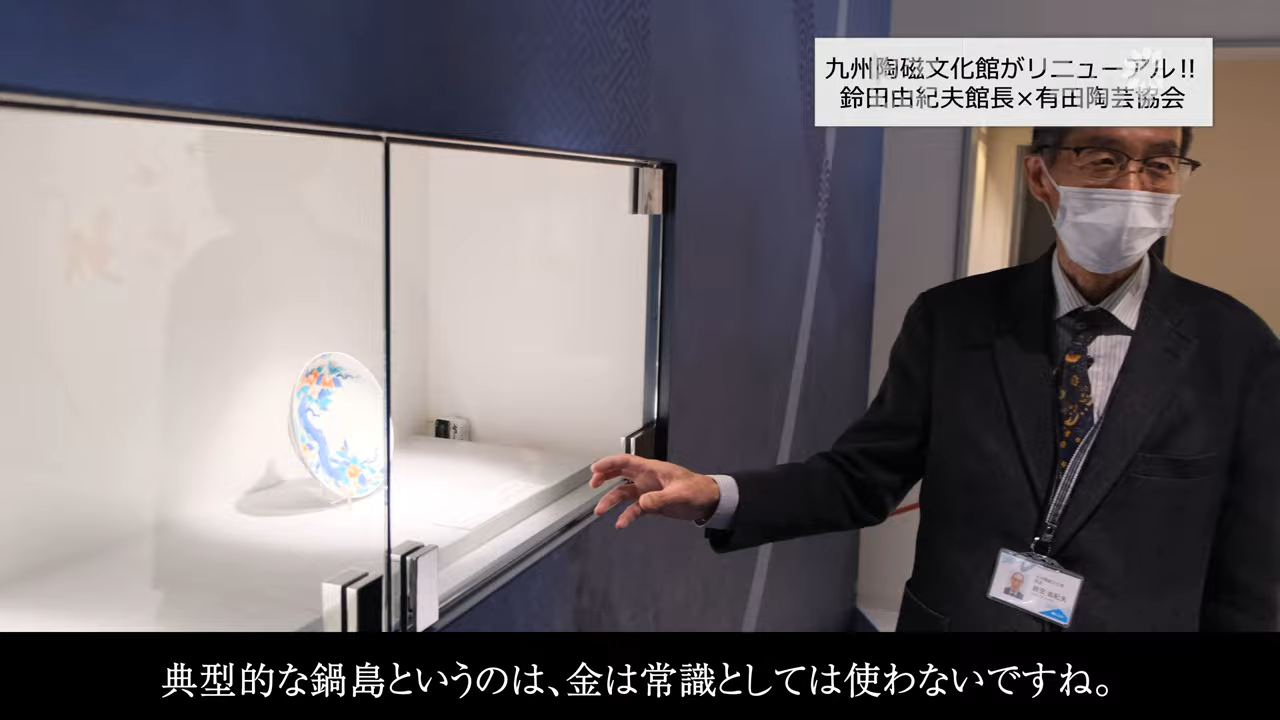 九州陶磁文化館がリニューアル!!
鈴田由紀夫館長×有田陶芸協会
典型的な鍋島というのは、金は常識としては使わないですね。